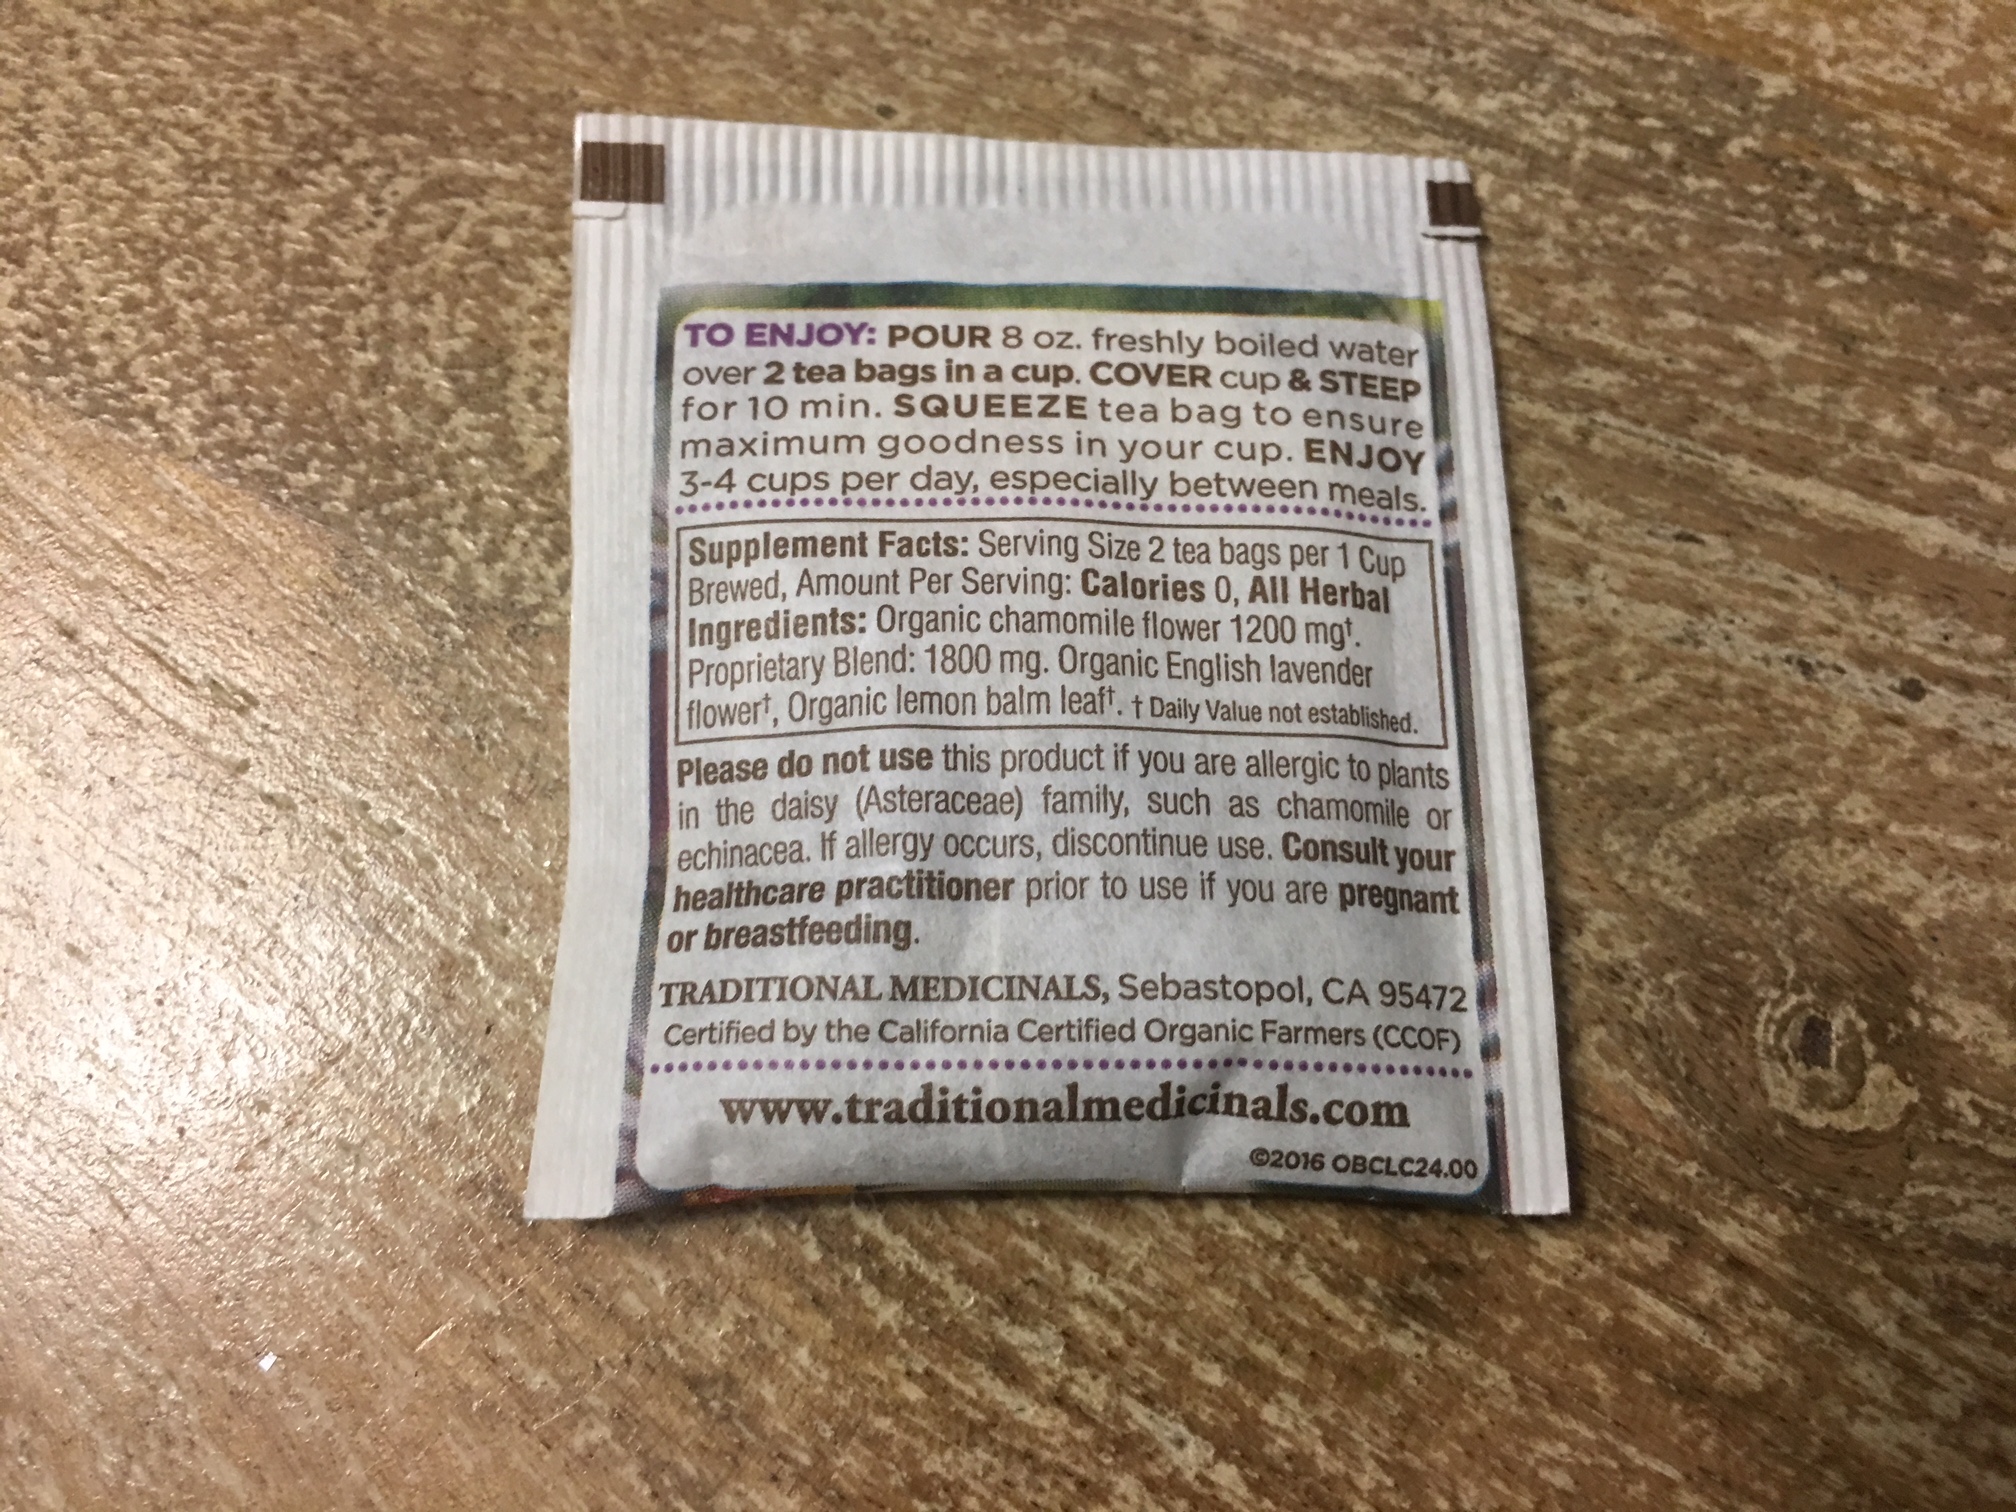 TO ENJOY: POUR 8 oz. freshly boiled water
over 2 tea bags in a cup. COVER cup & STEEP
for 10 min. SQUEEZE tea bag to ensure
maximum goodness in your cup. ENJOY
3-4 cups per day, especially between meals.
Supplement Facts: Serving Size 2 tea bags per 1 Cup
Brewed, Amount Per Serving: Calories 0, All Herbal
Ingredients: Organic chamomile flower 1200 mg†.
Proprietary Blend: 1800 mg. Organic English lavender
flower†, Organic lemon balm leaf†. † Daily Value not established.
Please do not use this product if you are allergic to plants
in the daisy (Asteraceae) family, such as chamomile or
echinacea. If allergy occurs, discontinue use. Consult your
healthcare practitioner prior to use if you are pregnant
or breastfeeding.
TRADITIONAL MEDICINALS, Sebastopol, CA 95472
Certified by the California Certified Organic Farmers (CCOF)
www.traditionalmedicinals.com
©2016 OBCLC24.00